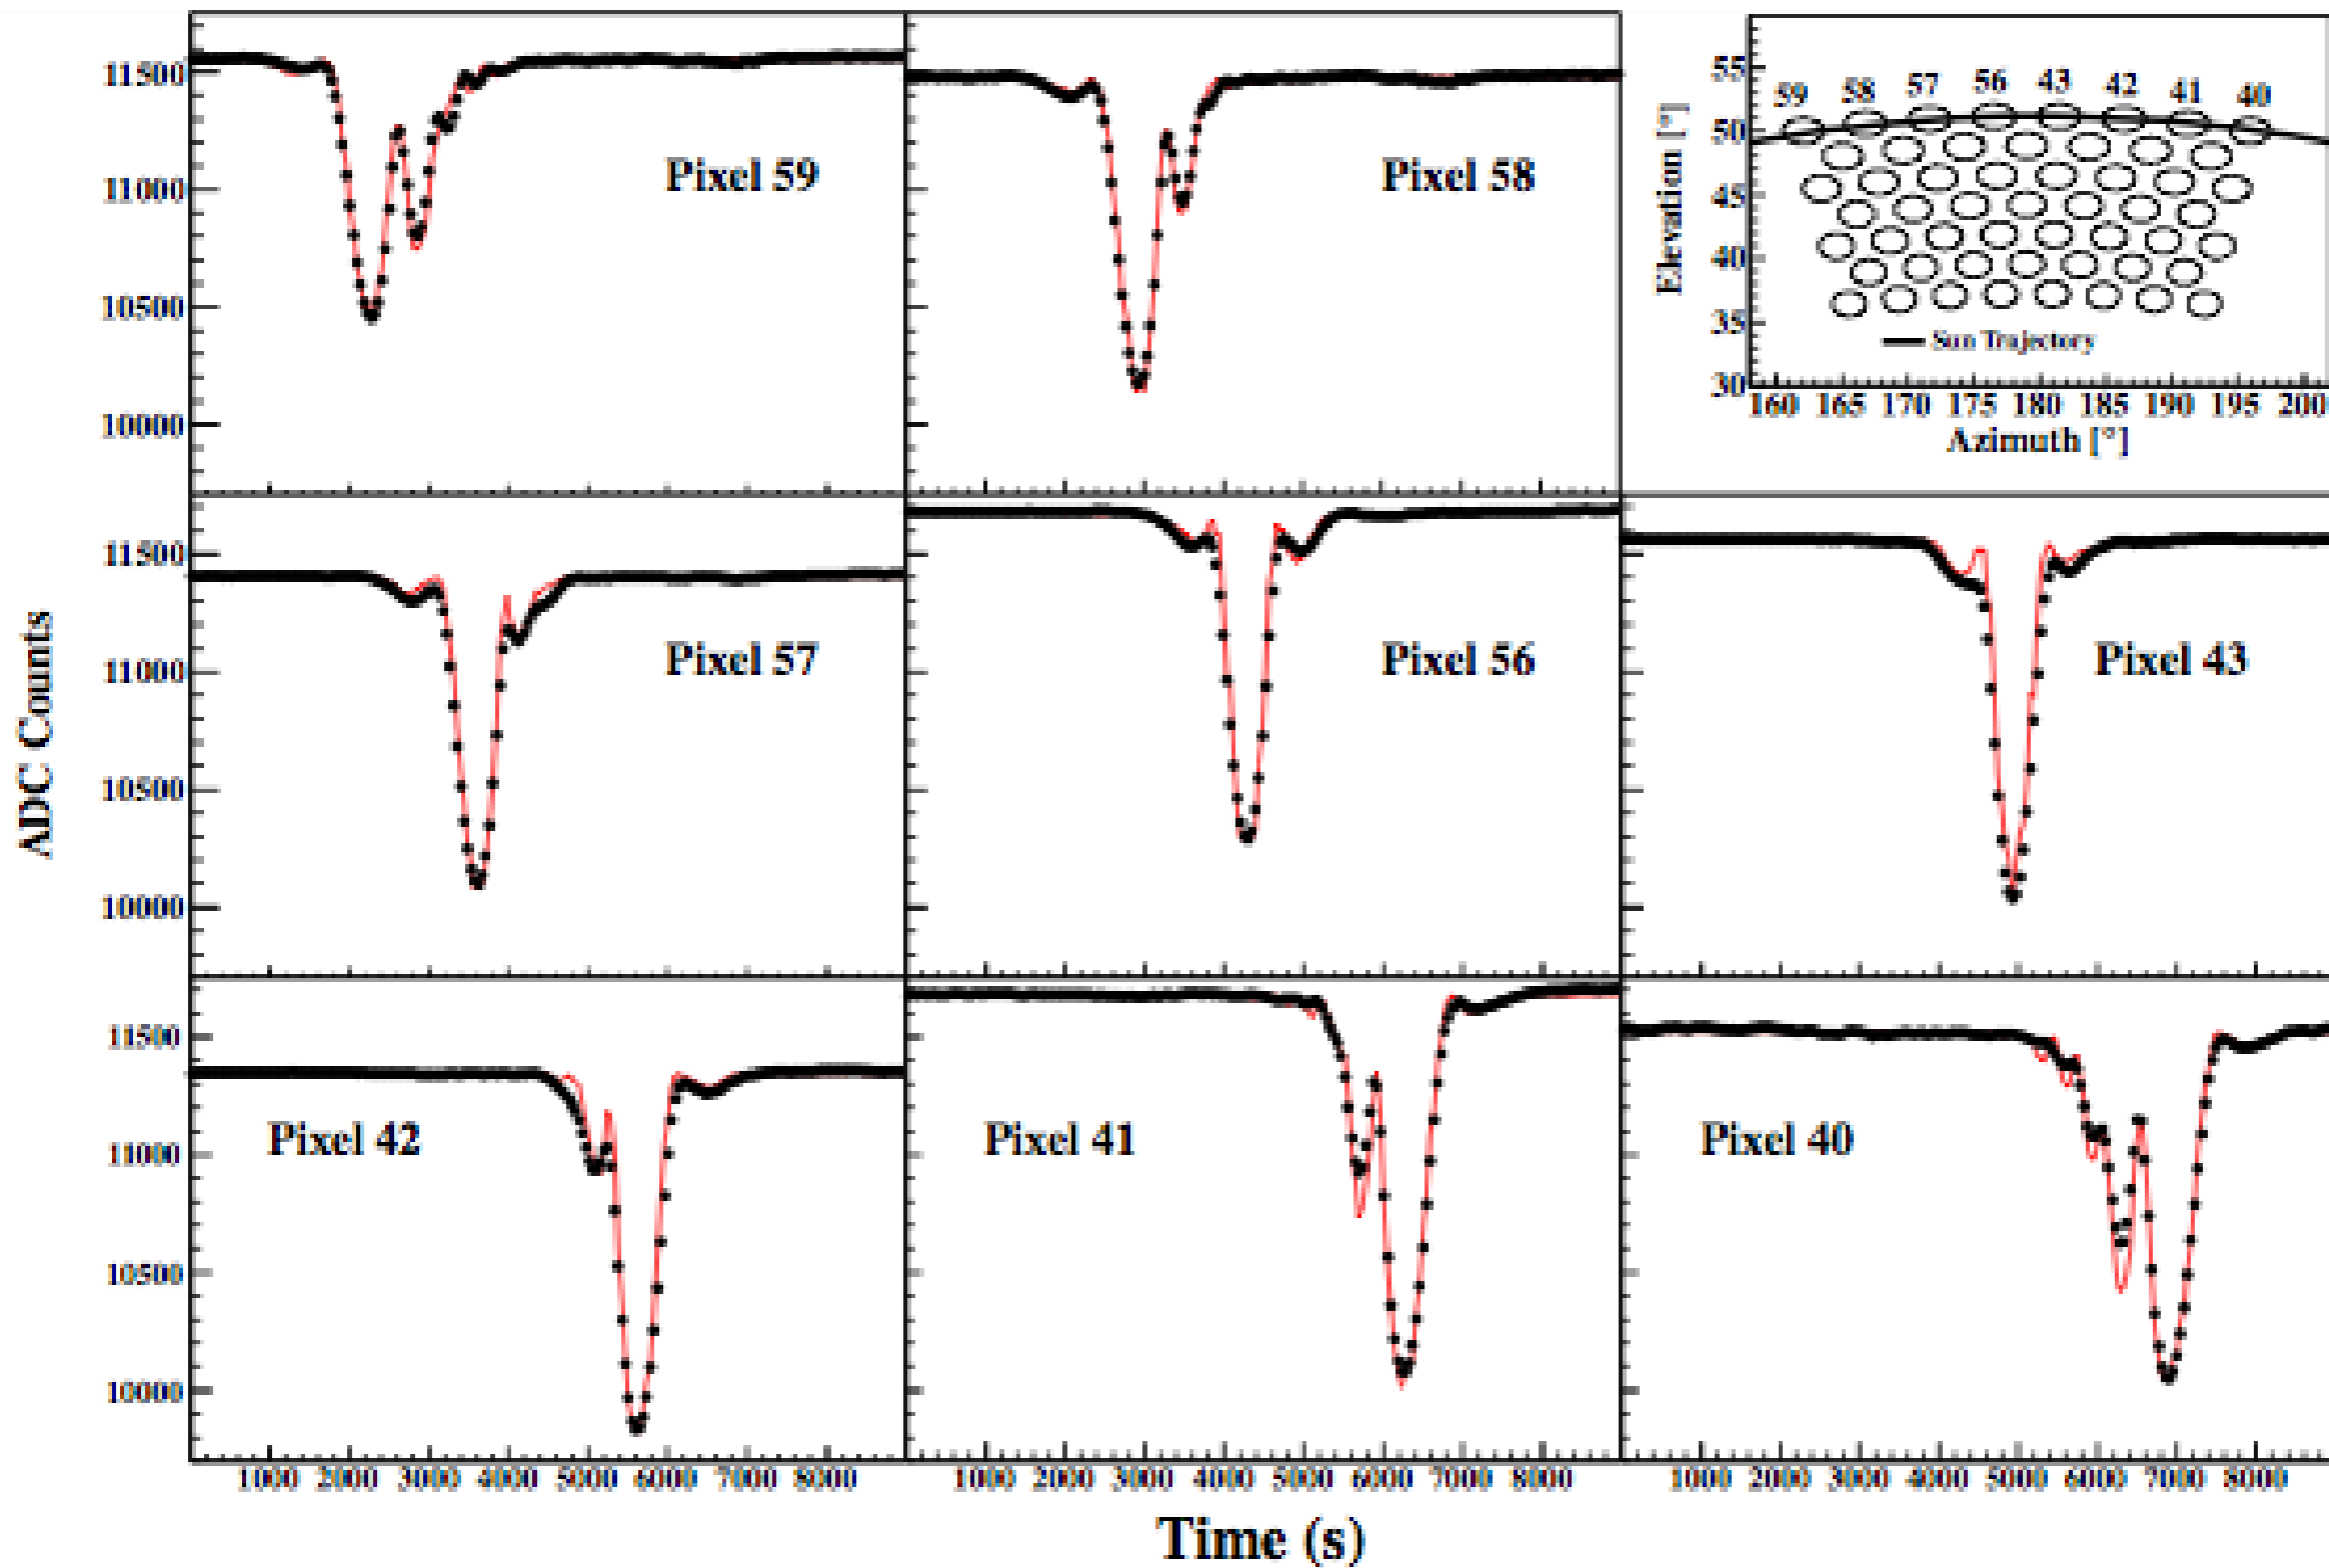 11500
11000
10500
10000
Pixel 59
Pixel 58
55
50
45
40
35
30
59 58 57 56 43 42 41 40
Elevation [°]
Sun Trajectory
160 165 170 175 180 185 190 195 200
Azimuth [°]
ADC Counts
11500
11000
10500
10000
Pixel 57
Pixel 56
Pixel 43
11500
11000
10500
10000
Pixel 42
Pixel 41
Pixel 40
1000 2000 3000 4000 5000 6000 7000 8000
1000 2000 3000 4000 5000 6000 7000 8000
1000 2000 3000 4000 5000 6000 7000 8000
Time (s)